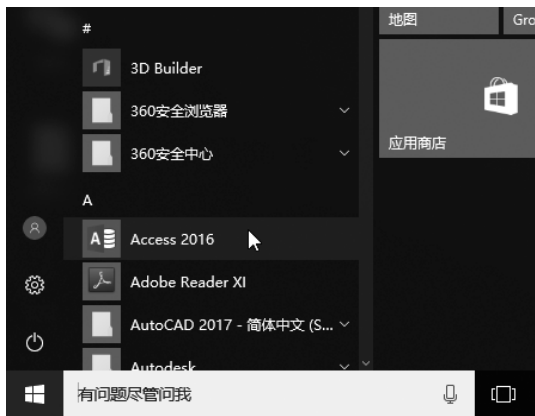 #
3D Builder
360安全浏览器
360安全中心
A
Access 2016
Adobe Reader XI
AutoCAD 2017 - 简体中文 (S...
Autodesk
有问题尽管问我
地图
Gro
应用商店